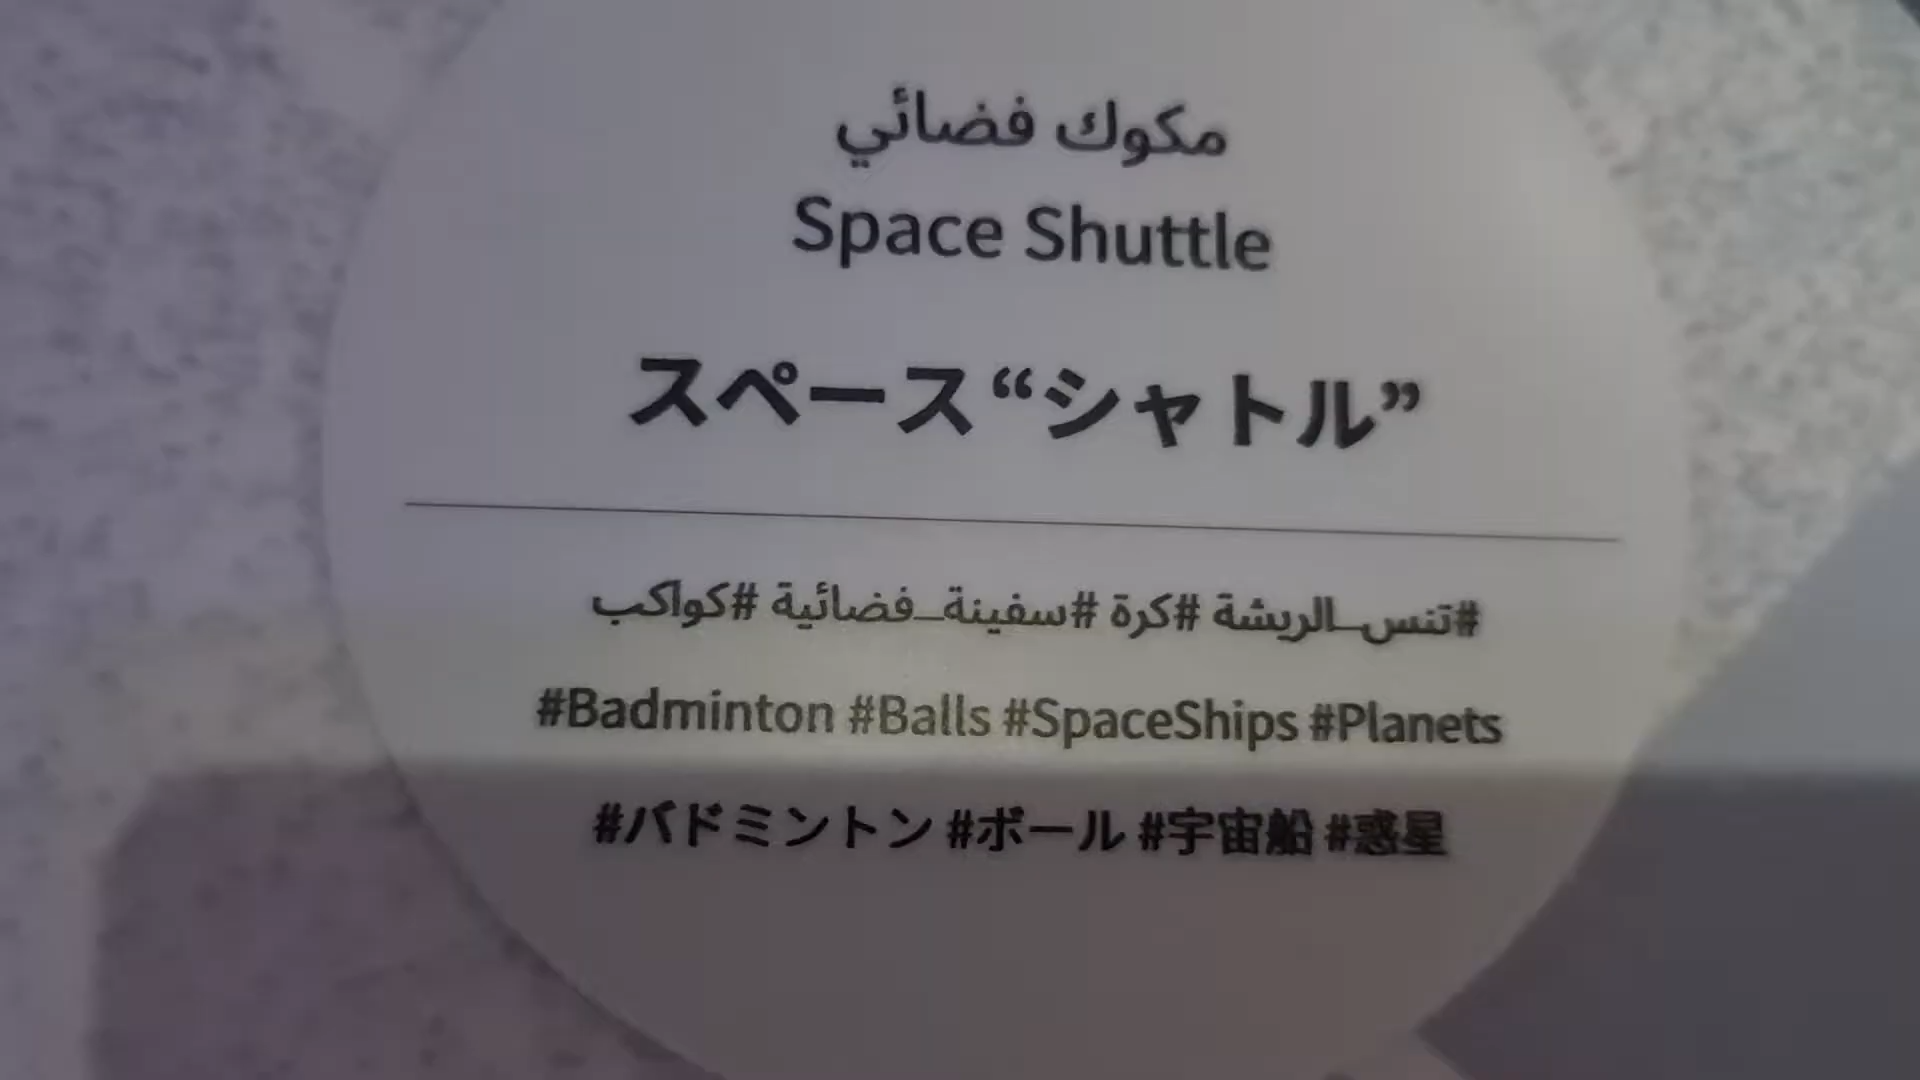 مكوك فضائي
Space Shuttle
スペース“シャトル”
#تنس_الريشة #كرة #سفينة_فضائية #كواكب
#Badminton #Balls #SpaceShips #Planets
#バドミントン #ボール #宇宙船 #惑星